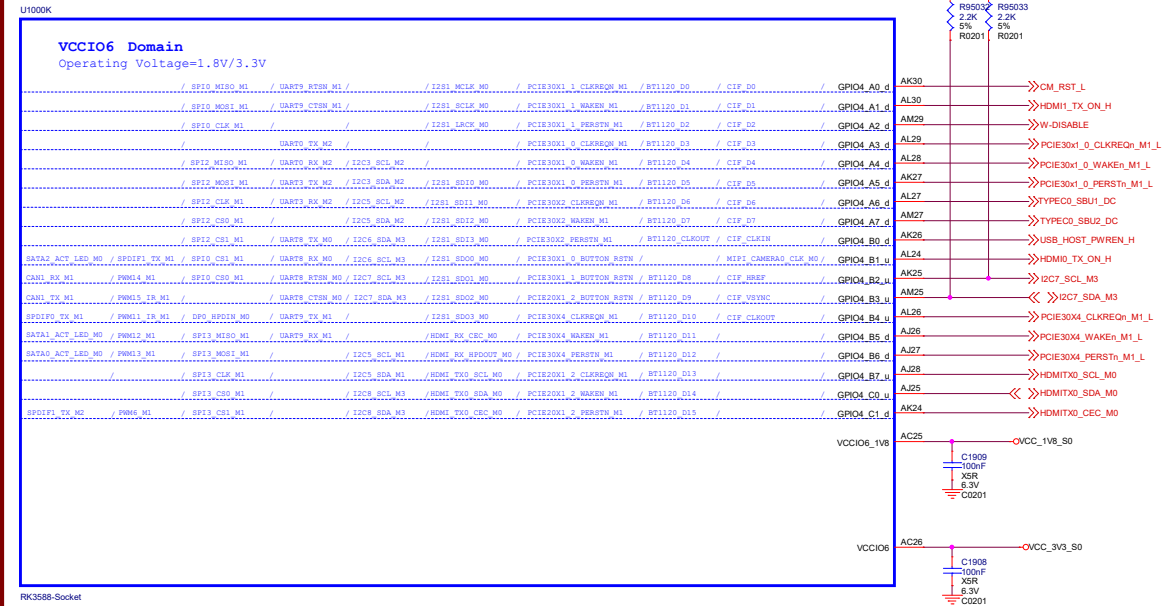 U1000K
R95032
2.2K
5%
R0201
R95033
2.2K
5%
R0201
VCCIO6 Domain
Operating Voltage=1.8V/3.3V
/ SPI0_MISO_M1 / UART9_RTSN_M1 / / I2S1_MCLK_M0 / PCIE30X1_1_CLKREQN_M1 / BT1120_D0 / CIF_D0 / GPIO4_A0_d AK30 CM_RST_L
/ SPI0_MOSI_M1 / UART9_CTSN_M1 / / I2S1_SCLK_M0 / PCIE30X1_1_WAKEN_M1 / BT1120_D1 / CIF_D1 / GPIO4_A1_d AL30 HDMI1_TX_ON_H
/ SPI0_CLK_M1 / / / I2S1_LRCK_M0 / PCIE30X1_1_PERSTN_M1 / BT1120_D2 / CIF_D2 / GPIO4_A2_d AM29 W-DISABLE
/ UART0_TX_M2 / / PCIE30X1_0_CLKREQN_M1 / BT1120_D3 / CIF_D3 / GPIO4_A3_d AL29 PCIE30x1_0_CLKREQn_M1_L
/ SPI2_MISO_M1 / UART0_RX_M2 / I2C3_SCL_M2 / PCIE30X1_0_WAKEN_M1 / BT1120_D4 / CIF_D4 / GPIO4_A4_d AL28 PCIE30x1_0_WAKEn_M1_L
/ SPI2_MOSI_M1 / UART3_TX_M2 / I2C3_SDA_M2 / I2S1_SDI0_M0 / PCIE30X1_0_PERSTN_M1 / BT1120_D5 / CIF_D5 / GPIO4_A5_d AK27 PCIE30x1_0_PERSTn_M1_L
/ SPI2_CLK_M1 / UART3_RX_M2 / I2C5_SCL_M2 / I2S1_SDI1_M0 / PCIE30X2_CLKREQN_M1 / BT1120_D6 / CIF_D6 / GPIO4_A6_d AL27 TYPEC0_SBU1_DC
/ SPI2_CS0_M1 / / I2C5_SDA_M2 / I2S1_SDI2_M0 / PCIE30X2_WAKEN_M1 / BT1120_D7 / CIF_D7 / GPIO4_A7_d AM27 TYPEC0_SBU2_DC
/ SPI2_CS1_M1 / UART8_TX_M0 / I2C6_SDA_M3 / I2S1_SDI3_M0 / PCIE30X2_PERSTN_M1 / BT1120_CLKOUT / CIF_CLKIN / GPIO4_B0_d AK26 USB_HOST_PWREN_H
SATA2_ACT_LED_M0 / SPDIF1_TX_M1 / SPI0_CS1_M1 / UART8_RX_M0 / I2C6_SCL_M3 / I2S1_SDO0_M0 / PCIE30X1_0_BUTTON_RSTN / / MIPI_CAMERA0_CLK_M0 / GPIO4_B1_u AL24 HDMI0_TX_ON_H
CAN1_RX_M1 / PWM14_M1 / SPI0_CS0_M1 / UART8_RTSN_M0 / I2C7_SCL_M3 / I2S1_SDO1_M0 / PCIE30X1_1_BUTTON_RSTN / BT1120_D8 / CIF_HREF / GPIO4_B2_u AK25 I2C7_SCL_M3
CAN1_TX_M1 / PWM15_IR_M1 / / UART8_CTSN_M0 / I2C7_SDA_M3 / I2S1_SDO2_M0 / PCIE20X1_2_BUTTON_RSTN / BT1120_D9 / CIF_VSYNC / GPIO4_B3_u AM25 I2C7_SDA_M3
SPDIF0_TX_M1 / PWM11_IR_M1 / DP0_HPDIN_M0 / UART9_TX_M1 / / I2S1_SDO3_M0 / PCIE30X4_CLKREQN_M1 / BT1120_D10 / CIF_CLKOUT / GPIO4_B4_u AL26 PCIE30X4_CLKREQn_M1_L
SATA1_ACT_LED_M0 / PWM12_M1 / SPI3_MISO_M1 / UART9_RX_M1 / / HDMI_RX_CEC_M0 / PCIE30X4_WAKEN_M1 / BT1120_D11 / / GPIO4_B5_d AJ26 PCIE30X4_WAKEn_M1_L
SATA0_ACT_LED_M0 / PWM13_M1 / SPI3_MOSI_M1 / / I2C5_SCL_M1 / HDMI_RX_HPDOUT_M0 / PCIE30X4_PERSTN_M1 / BT1120_D12 / / GPIO4_B6_d AJ27 PCIE30X4_PERSTn_M1_L
/ / SPI3_CLK_M1 / / I2C5_SDA_M1 / HDMI_TX0_SCL_M0 / PCIE20X1_2_CLKREQN_M1 / BT1120_D13 / / GPIO4_B7_u AJ28 HDMITX0_SCL_M0
/ SPI3_CS0_M1 / / I2C8_SCL_M3 / HDMI_TX0_SDA_M0 / PCIE20X1_2_WAKEN_M1 / BT1120_D14 / / GPIO4_C0_u AJ25 HDMITX0_SDA_M0
SPDIF1_TX_M2 / PWM6_M1 / SPI3_CS1_M1 / / I2C8_SDA_M3 / HDMI_TX0_CEC_M0 / PCIE20X1_2_PERSTN_M1 / BT1120_D15 / / GPIO4_C1_d AK24 HDMITX0_CEC_M0
VCCIO6_1V8 AC25 VCC_1V8_S0
C1909
100nF
X5R
6.3V
C0201
VCCIO6 AC26 VCC_3V3_S0
C1908
100nF
X5R
6.3V
C0201
RK3588-Socket